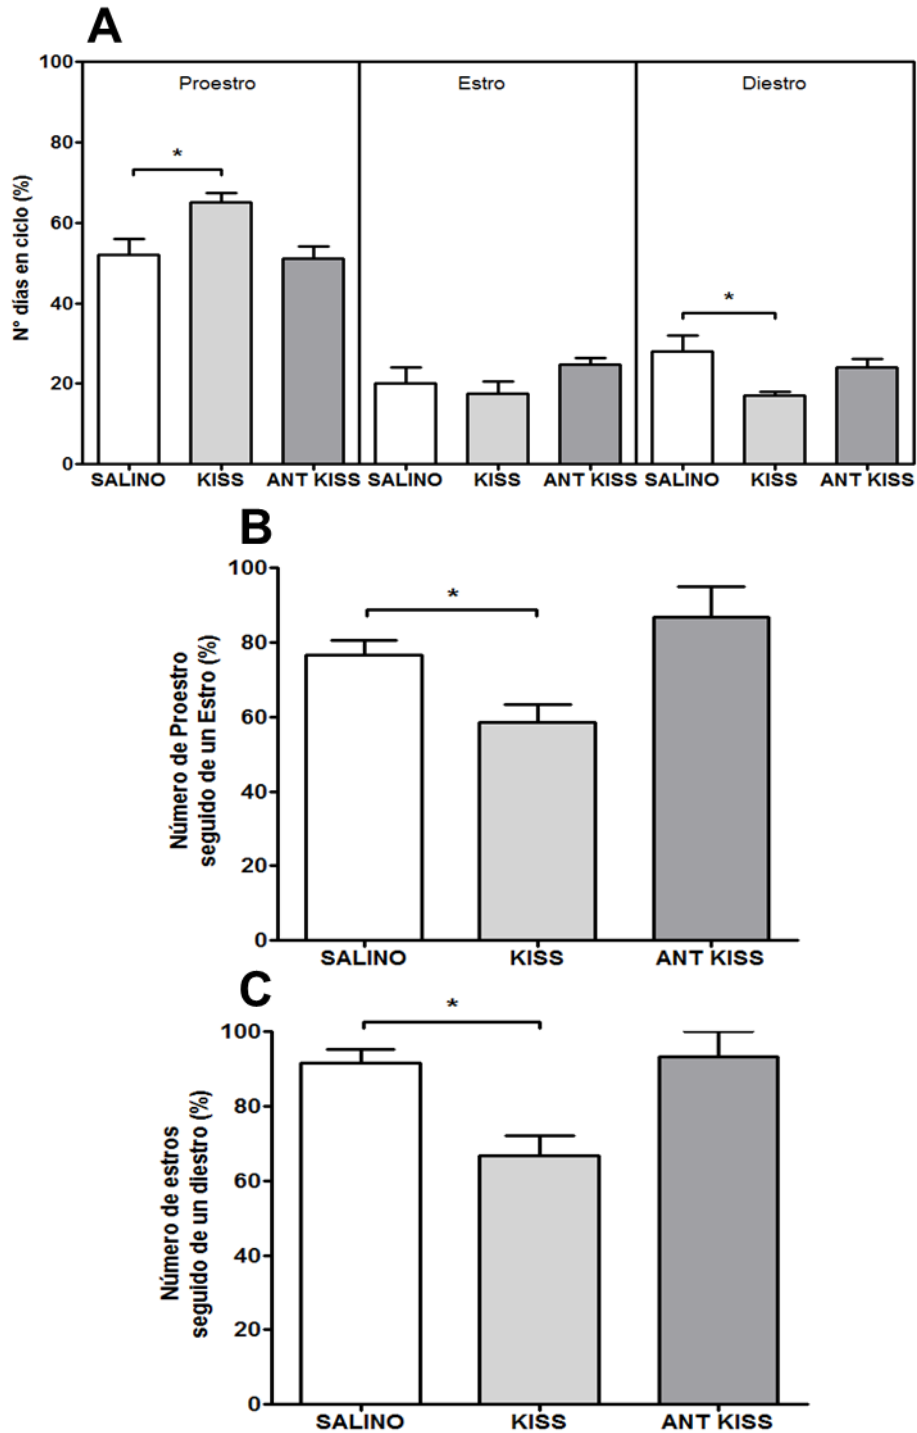 A
Proestro
Estro
Diestro
N° días en ciclo (%)
100
80
60
40
20
0
*
*
SALINO KISS ANT KISS SALINO KISS ANT KISS SALINO KISS ANT KISS
B
Número de Proestro
seguido de un Estro (%)
100
80
60
40
20
0
*
SALINO KISS ANT KISS
C
Número de estros
seguido de un diestro (%)
100
80
60
40
20
0
*
SALINO KISS ANT KISS